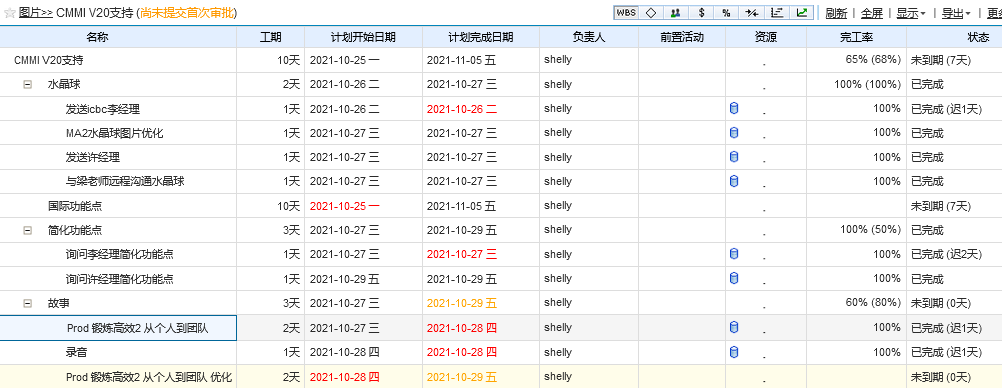 图片>> CMMI V20支持 (尚未提交首次审批) WBS $ % 刷新 | 全屏 | 显示 | 导出 |
名称 工期 计划开始日期 计划完成日期 负责人 前置活动 资源 完工率 状态
CMMI V20支持 10天 2021-10-25 一 2021-11-05 五 shelly 65% (68%) 未到期 (7天)
水晶球 2天 2021-10-26 二 2021-10-27 三 shelly 100% (100%) 已完成
发送icbc李经理 1天 2021-10-26 二 2021-10-26 二 shelly 100% 已完成 (迟1天)
MA2水晶球图片优化 1天 2021-10-27 三 2021-10-27 三 shelly 100% 已完成
发送许经理 1天 2021-10-27 三 2021-10-27 三 shelly 100% 已完成
与梁老师远程沟通水晶球 1天 2021-10-27 三 2021-10-27 三 shelly 100% 已完成
国际功能点 10天 2021-10-25 一 2021-11-05 五 shelly 未到期 (7天)
简化功能点 3天 2021-10-27 三 2021-10-29 五 shelly 100% (50%) 已完成
询问李经理简化功能点 1天 2021-10-27 三 2021-10-27 三 shelly 100% 已完成 (迟2天)
询问许经理简化功能点 1天 2021-10-29 五 2021-10-29 五 shelly 100% 已完成
故事 3天 2021-10-27 三 2021-10-29 五 shelly 60% (80%) 未到期 (0天)
Prod 锻炼高效2 从个人到团队 2天 2021-10-27 三 2021-10-28 四 shelly 100% 已完成 (迟1天)
录音 1天 2021-10-28 四 2021-10-28 四 shelly 100% 已完成 (迟1天)
Prod 锻炼高效2 从个人到团队 优化 2天 2021-10-28 四 2021-10-29 五 shelly 未到期 (0天)